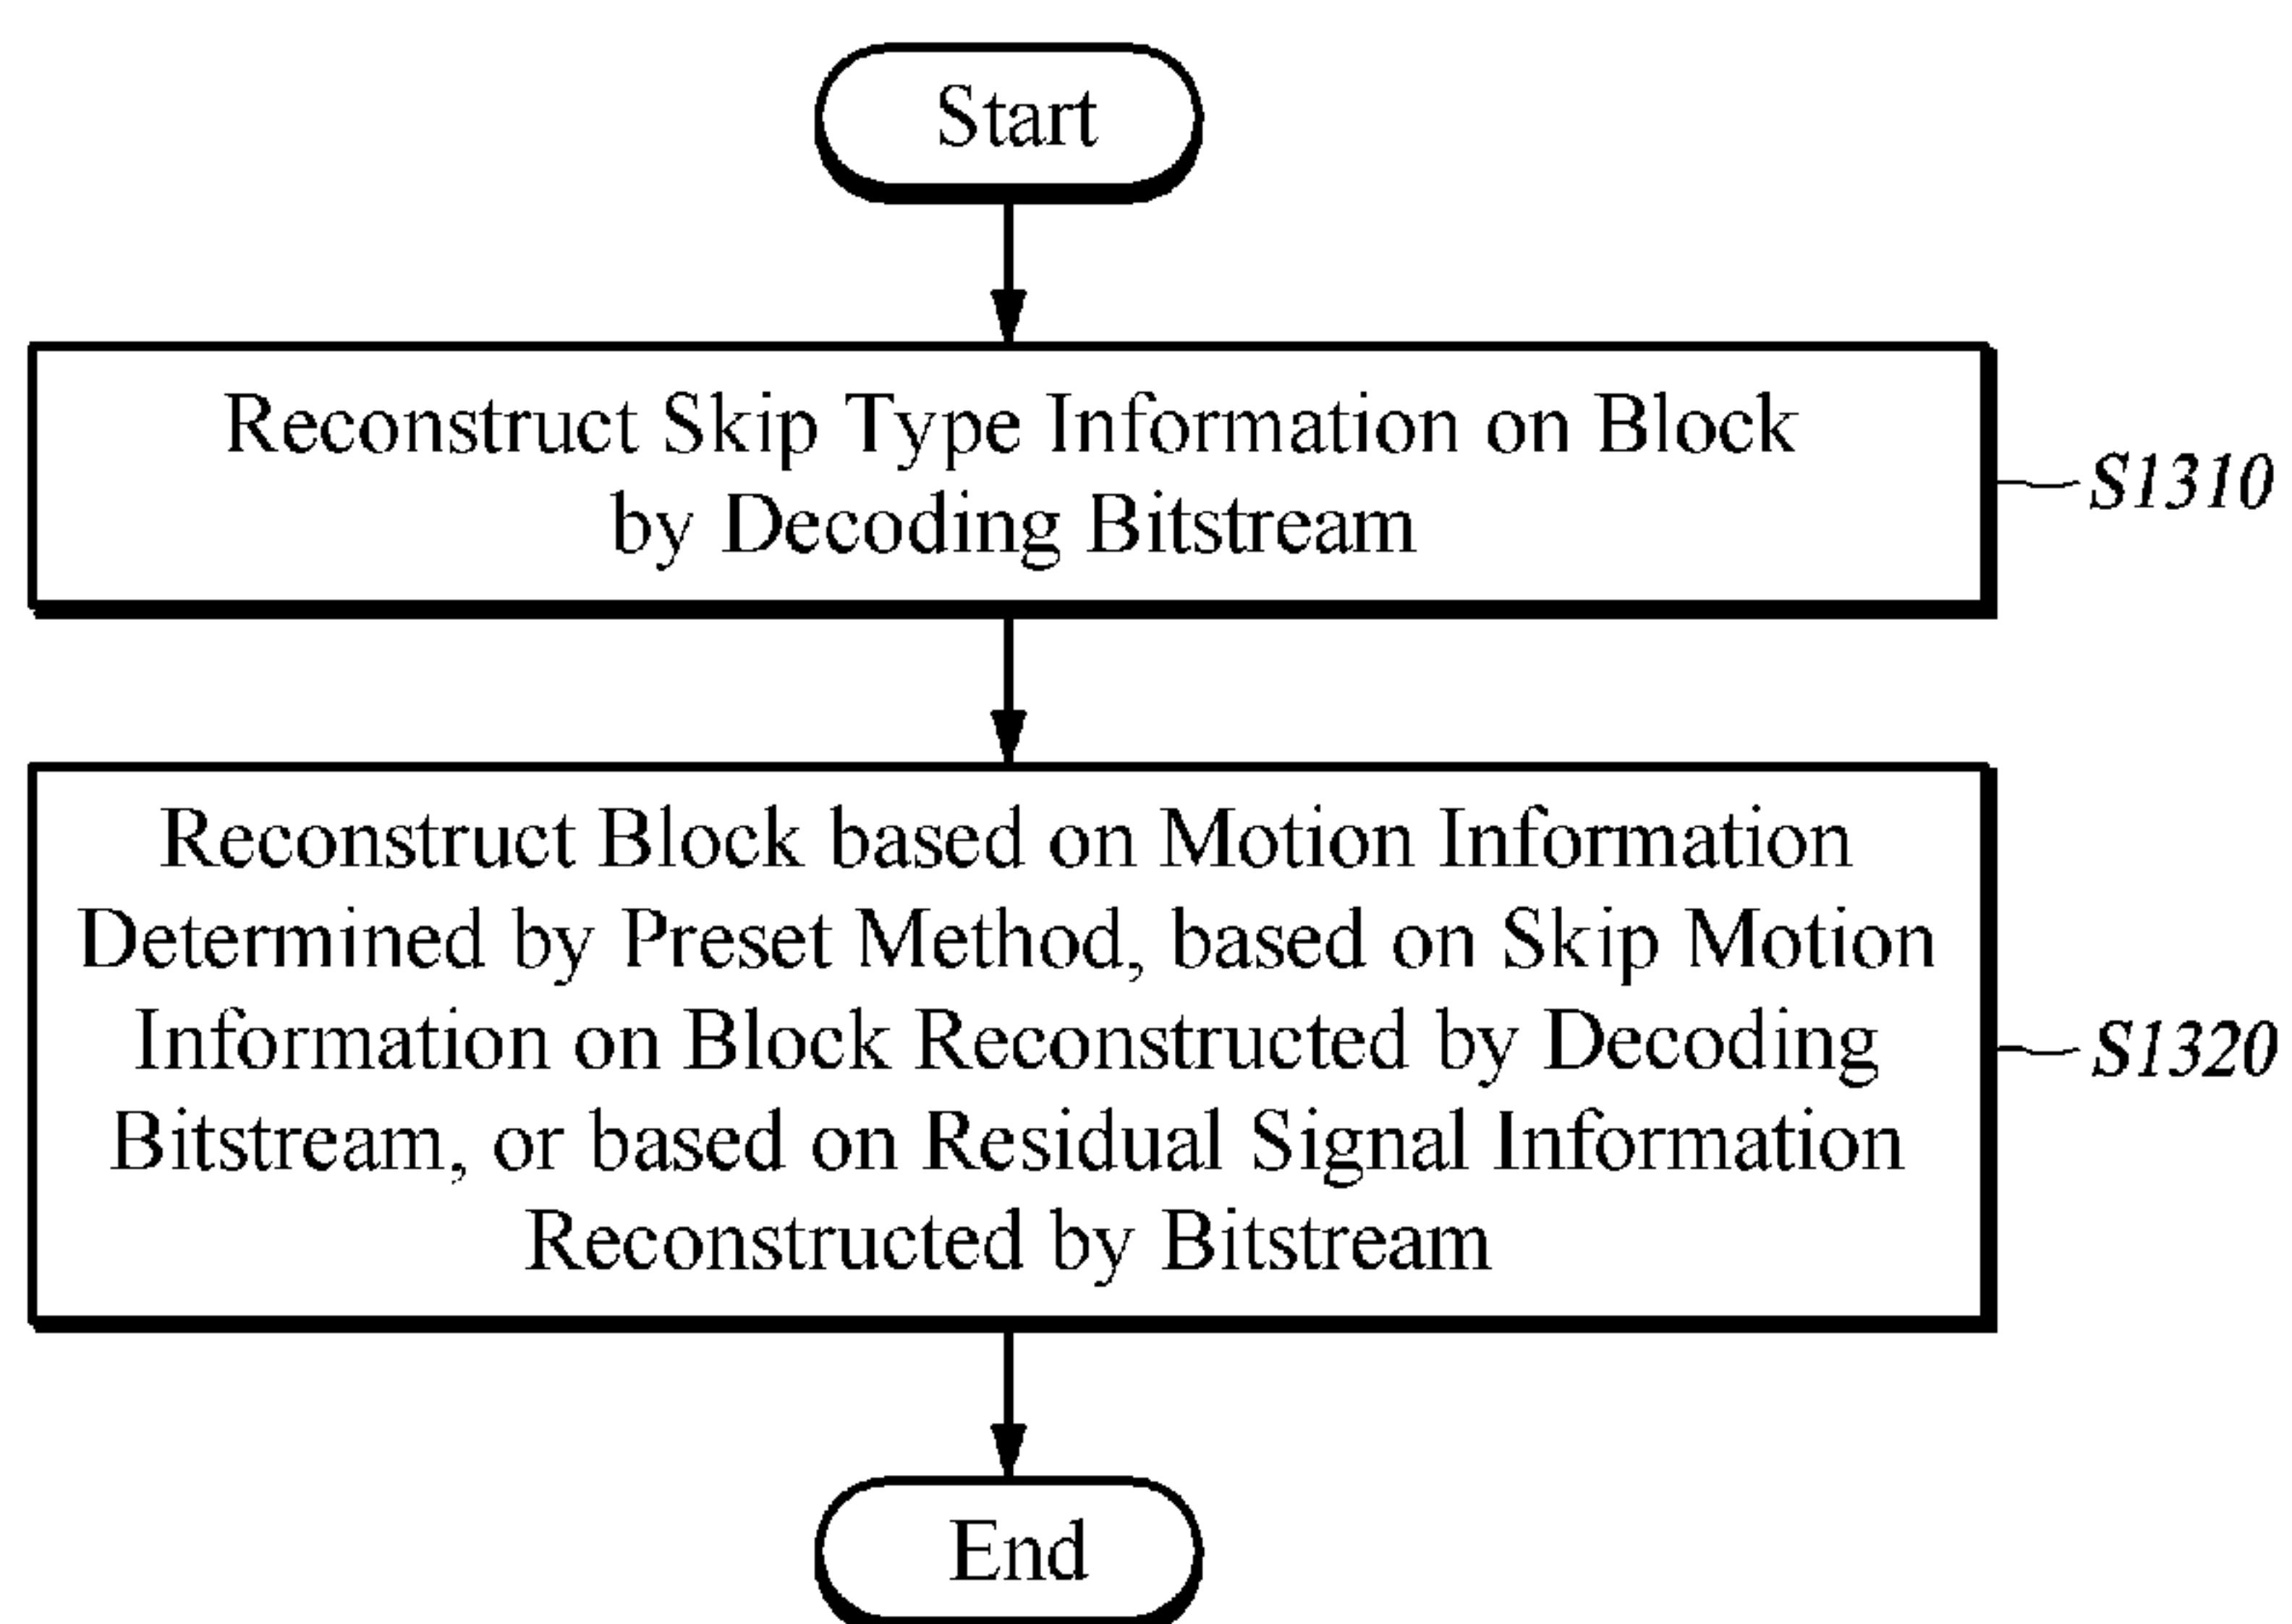 Start
Reconstruct Skip Type Information on Block
by Decoding Bitstream
S1310
Reconstruct Block based on Motion Information
Determined by Preset Method, based on Skip Motion
Information on Block Reconstructed by Decoding
Bitstream, or based on Residual Signal Information
Reconstructed by Bitstream
S1320
End